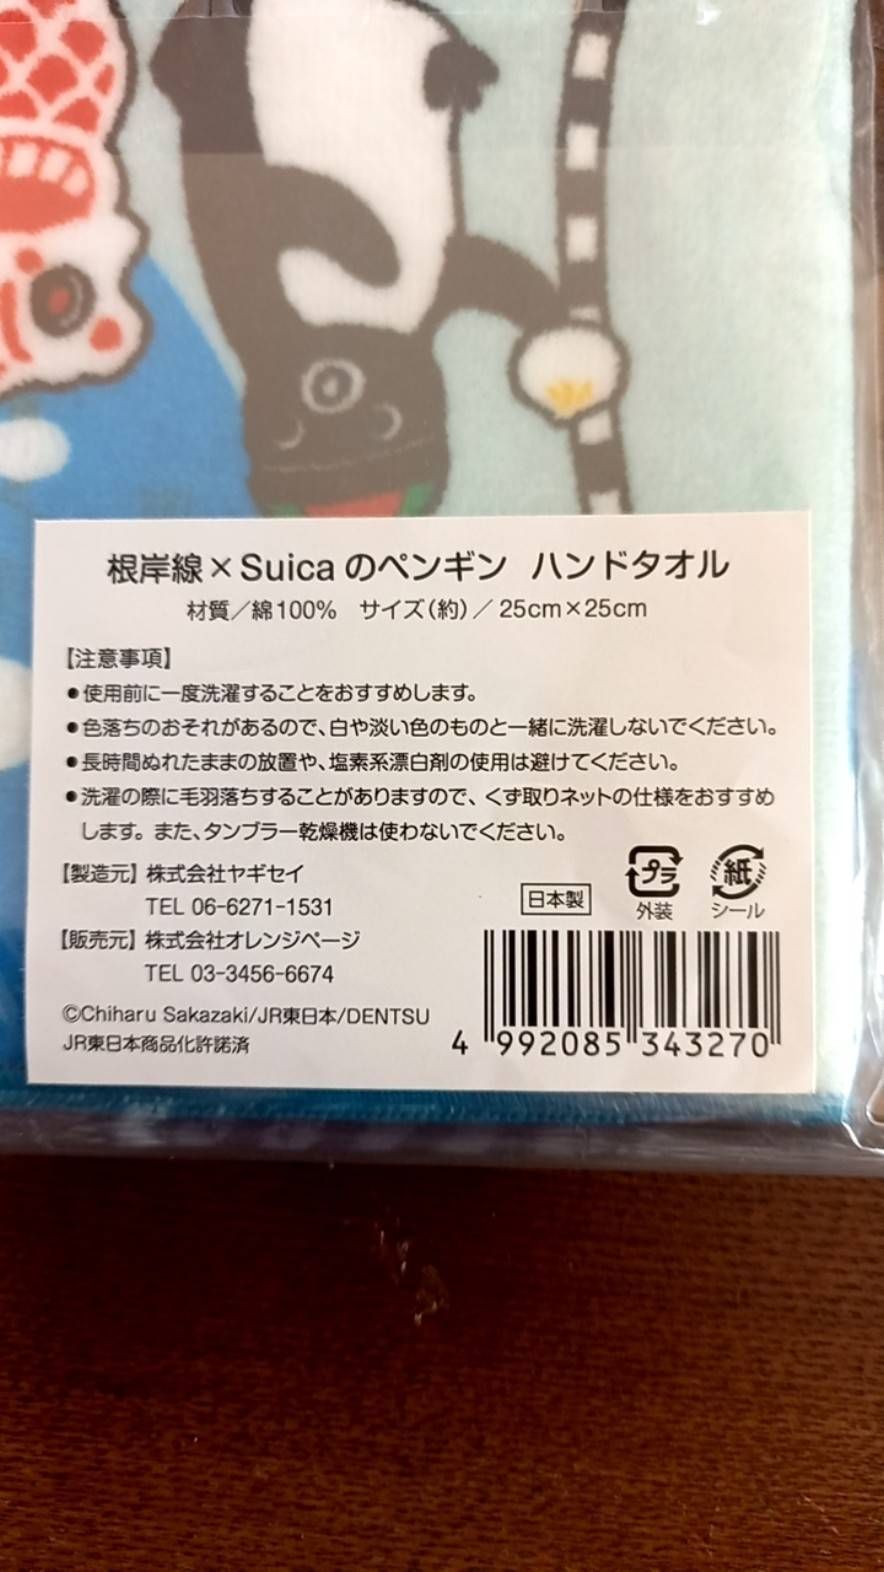 根岸線×Suicaのペンギン ハンドタオル
材質/綿100% サイズ(約)/25cm×25cm
【注意事項】
●使用前に一度洗濯することをおすすめします。
●色落ちのおそれがあるので、白や淡い色のものと一緒に洗濯しないでください。
●長時間ぬれたままの放置や、塩素系漂白剤の使用は避けてください。
●洗濯の際に毛羽落ちすることがありますので、くず取りネットの仕様をおすすめ
します。また、タンブラー乾燥機は使わないでください。
【製造元】株式会社ヤギセイ
TEL 06-6271-1531
【販売元】株式会社オレンジページ
TEL 03-3456-6674
日本製
プラ
外装
紙
シール
©Chiharu Sakazaki/JR東日本/DENTSU
JR東日本商品化許諾済
4 992085 343270